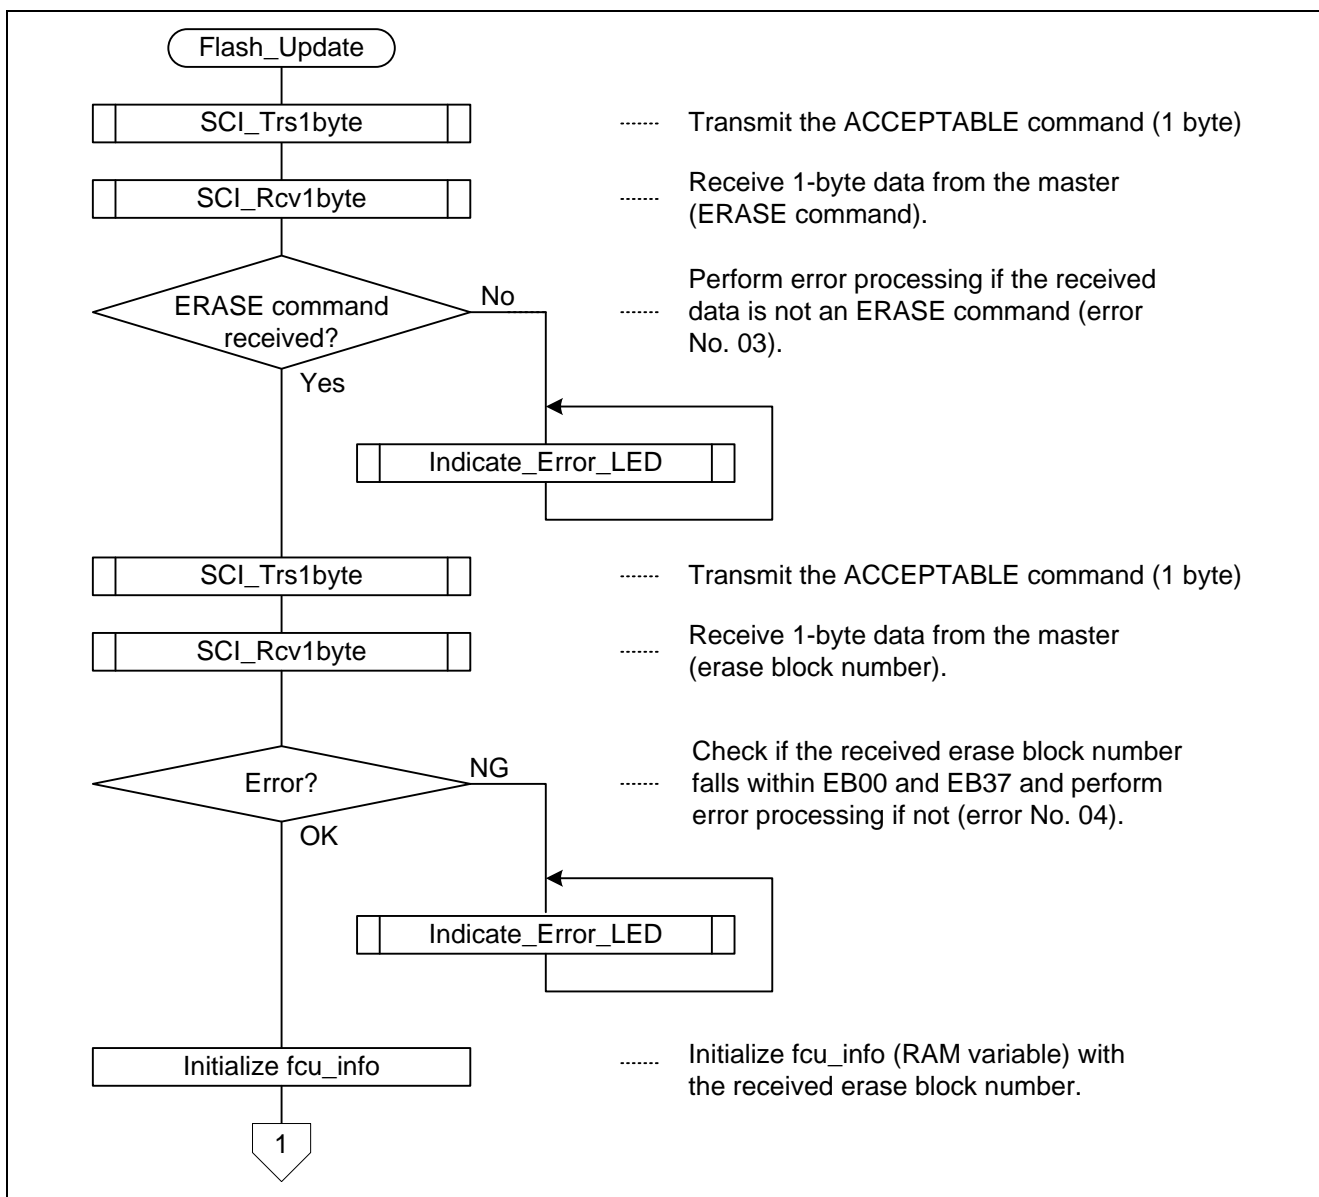 Flash_Update
SCI_Trs1byte
Transmit the ACCEPTABLE command (1 byte)
SCI_Rcv1byte
Receive 1-byte data from the master
(ERASE command).
ERASE command
received?
No
Yes
Perform error processing if the received
data is not an ERASE command (error
No. 03).
Indicate_Error_LED
SCI_Trs1byte
Transmit the ACCEPTABLE command (1 byte)
SCI_Rcv1byte
Receive 1-byte data from the master
(erase block number).
Error?
NG
OK
Check if the received erase block number
falls within EB00 and EB37 and perform
error processing if not (error No. 04).
Indicate_Error_LED
Initialize fcu_info
Initialize fcu_info (RAM variable) with
the received erase block number.
1